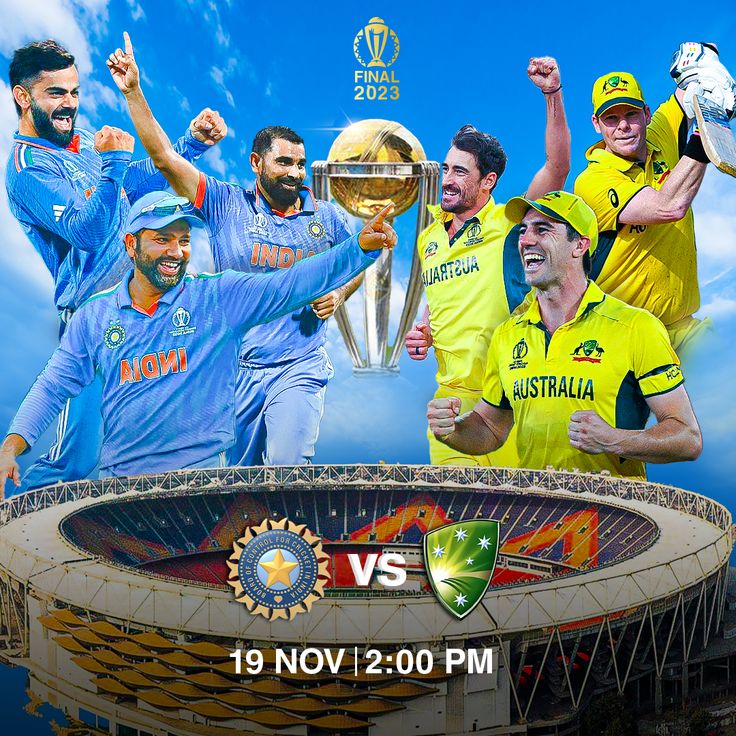 FINAL
2023
INDIA
INDIA
AUSTRALIA
AUSTRALIA
VS
19 NOV | 2:00 PM